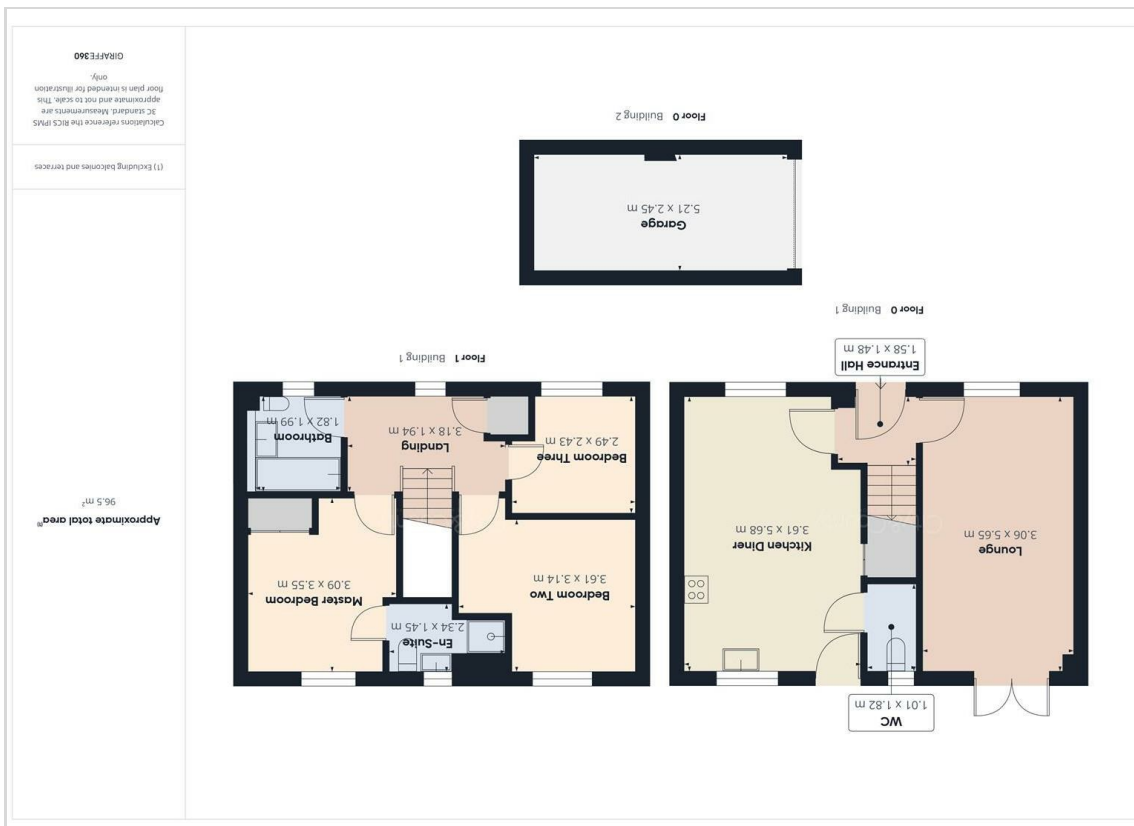 WC
1.01 x 1.82 m
Lounge
3.06 x 5.65 m
Kitchen Diner
3.61 x 5.68 m
Entrance Hall
1.58 x 1.48 m
Floor 0 Building 1
Bedroom Two
3.61 x 3.14 m
En-Suite
2.34 x 1.45 m
Master Bedroom
3.09 x 3.55 m
Bedroom Three
2.49 x 2.43 m
Landing
3.18 x 1.94 m
Bathroom
1.82 x 1.99 m
Floor 1 Building 1
Garage
5.21 x 2.45 m
Floor 0 Building 2
Approximate total area⁽¹⁾
96.5 m²
(1) Excluding balconies and terraces
Calculations reference the RICS IPMS
3C standard. Measurements are
approximate and not to scale. This
floor plan is intended for illustration
only.
GIRAFFE360